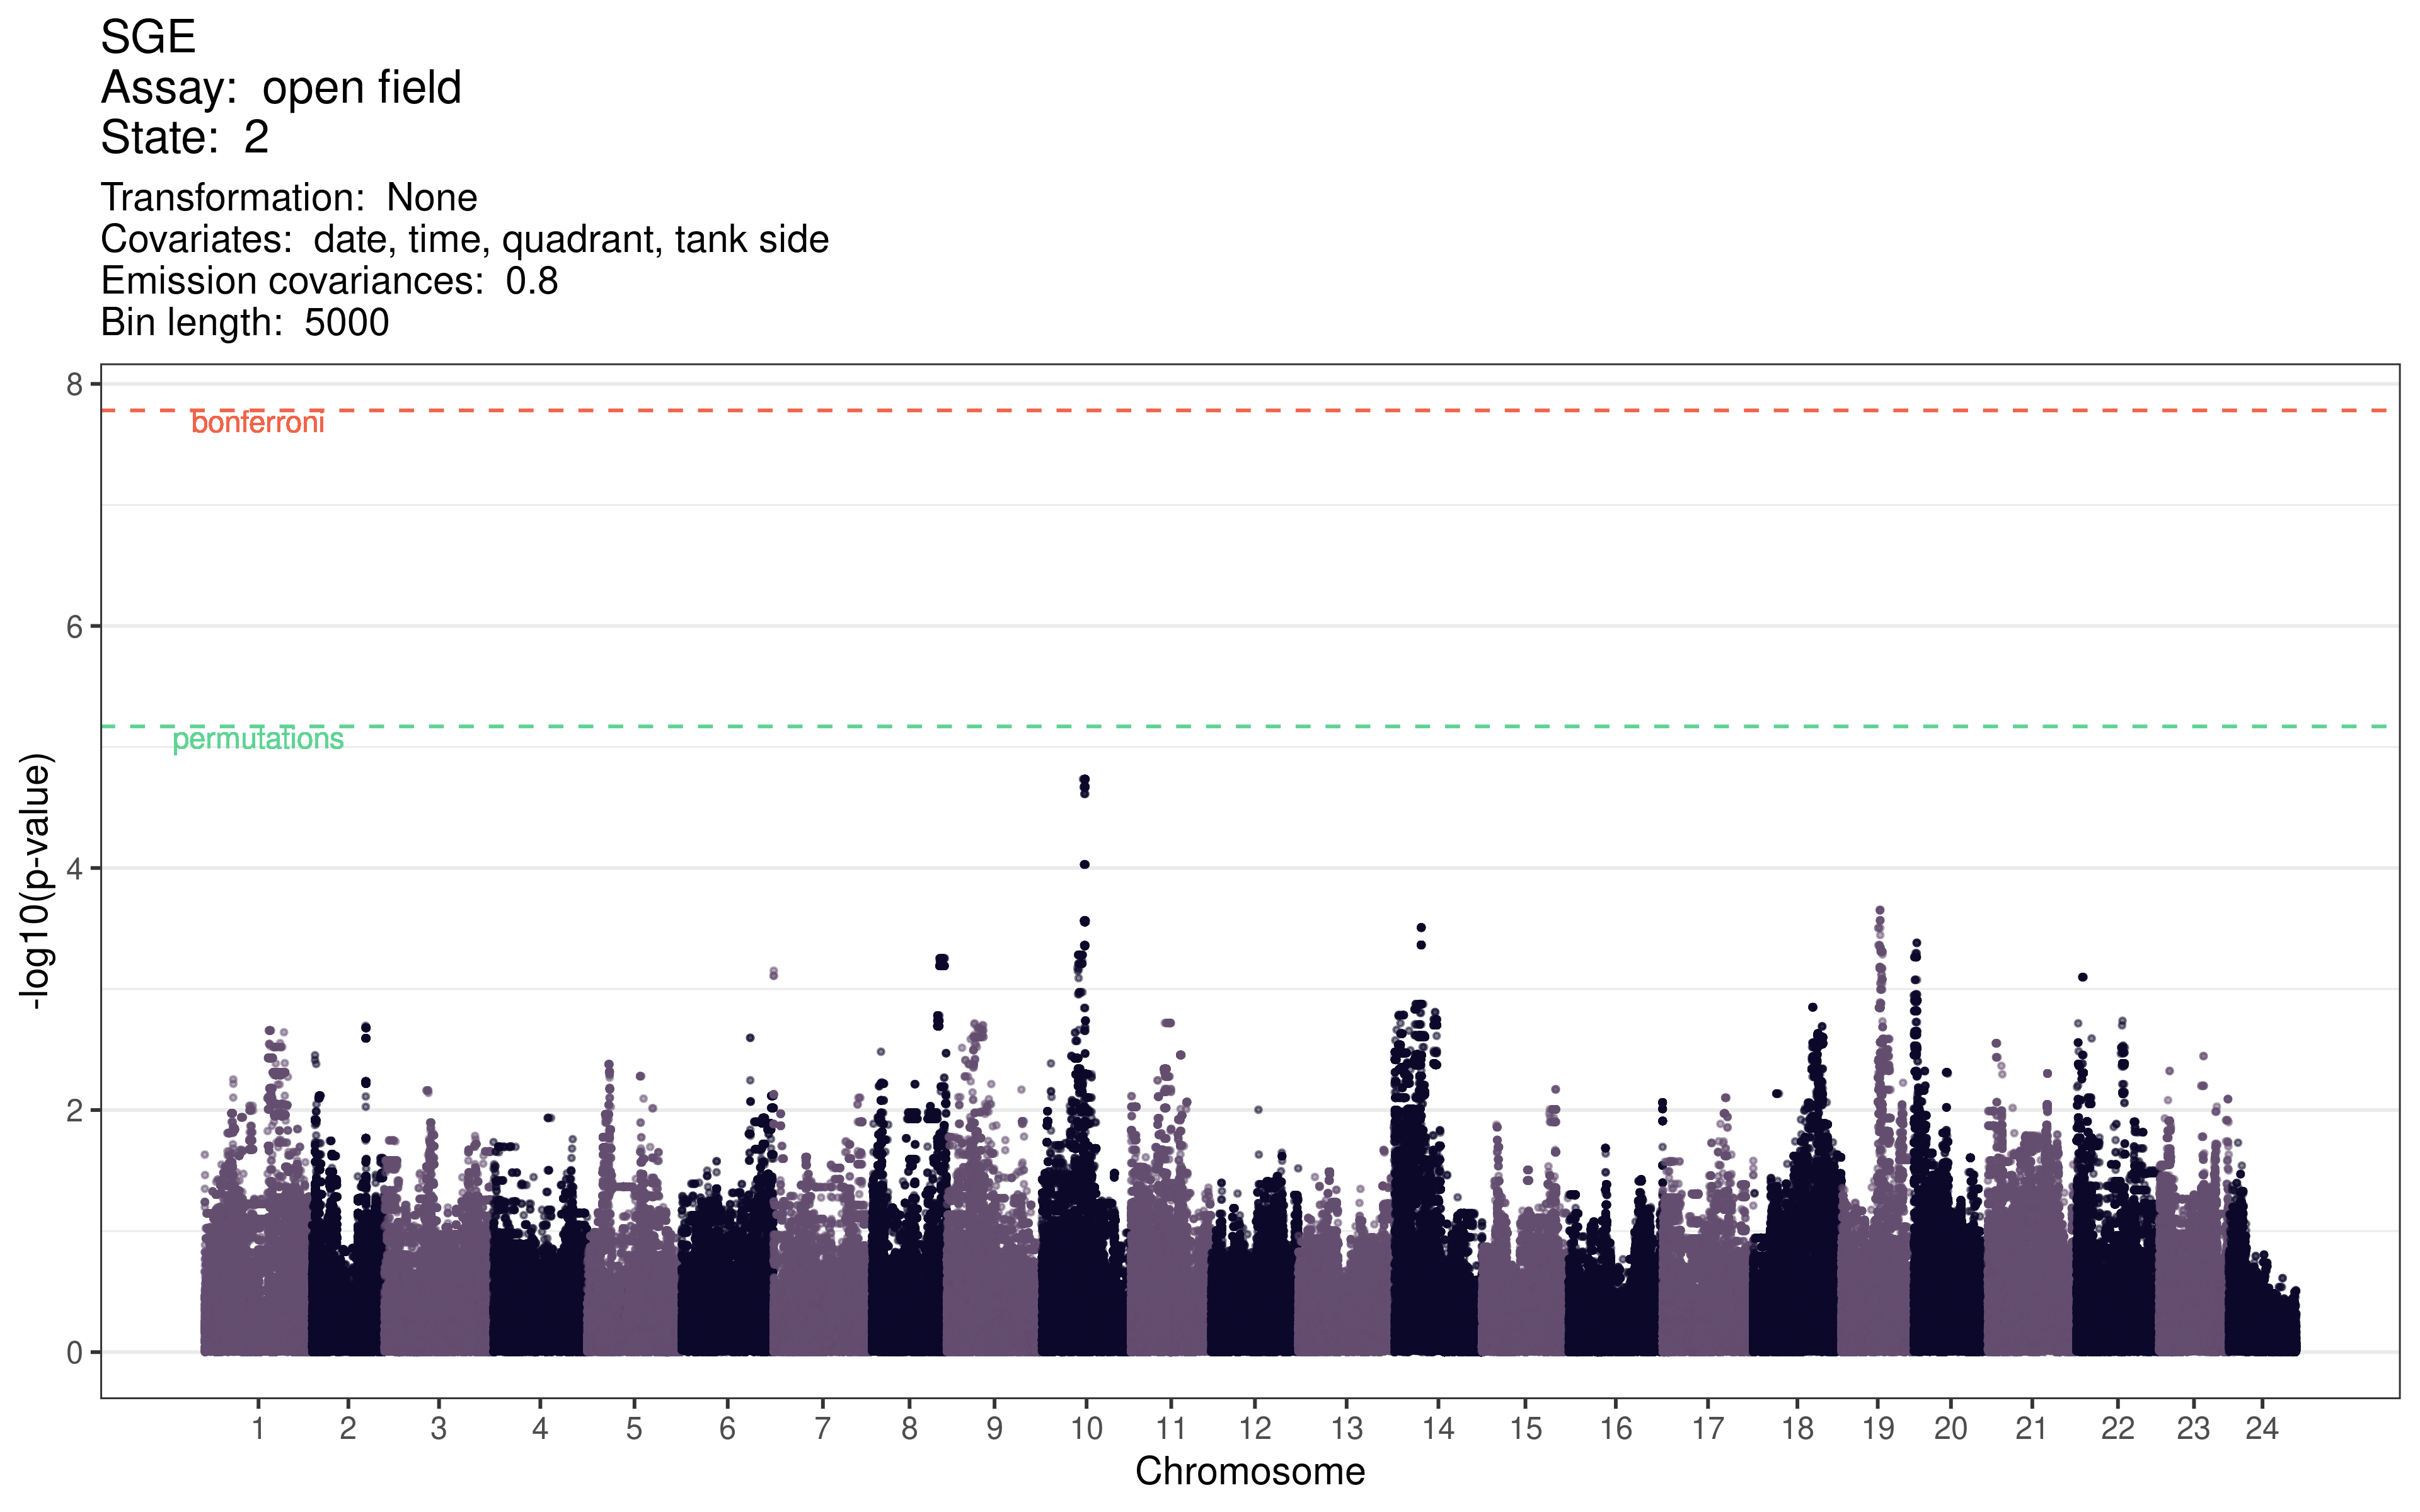 SGE
Assay:  open field
State:  2
Transformation:  None
Covariates:  date, time, quadrant, tank side
Emission covariances:  0.8
Bin length:  5000
8
bonferroni
6
permutations
4
2
0
-log10(p-value)
1 2 3 4 5 6 7 8 9 10 11 12 13 14 15 16 17 18 19 20 21 22 23 24
Chromosome